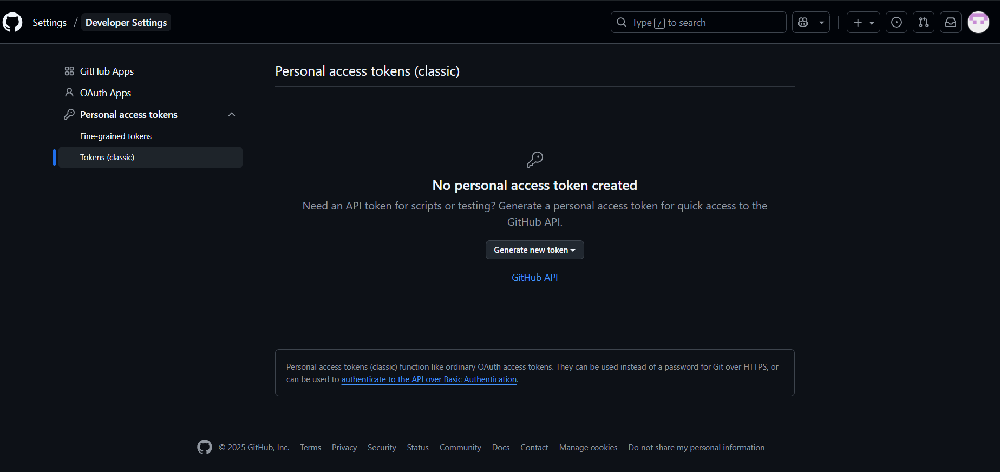 Settings / Developer Settings
Type / to search
GitHub Apps
OAuth Apps
Personal access tokens
Fine-grained tokens
Tokens (classic)
Personal access tokens (classic)
No personal access token created
Need an API token for scripts or testing? Generate a personal access token for quick access to the
GitHub API.
Generate new token
GitHub API
Personal access tokens (classic) function like ordinary OAuth access tokens. They can be used instead of a password for Git over HTTPS, or
can be used to authenticate to the API over Basic Authentication.
© 2025 GitHub, Inc. Terms Privacy Security Status Community Docs Contact Manage cookies Do not share my personal information